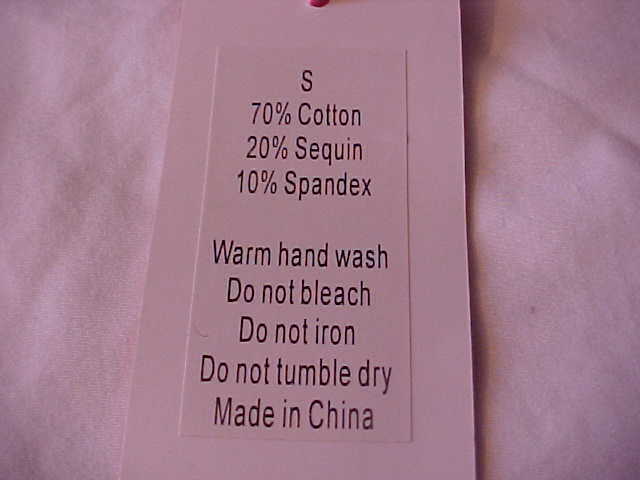 S
70% Cotton
20% Sequin
10% Spandex
Warm hand wash
Do not bleach
Do not iron
Do not tumble dry
Made in China